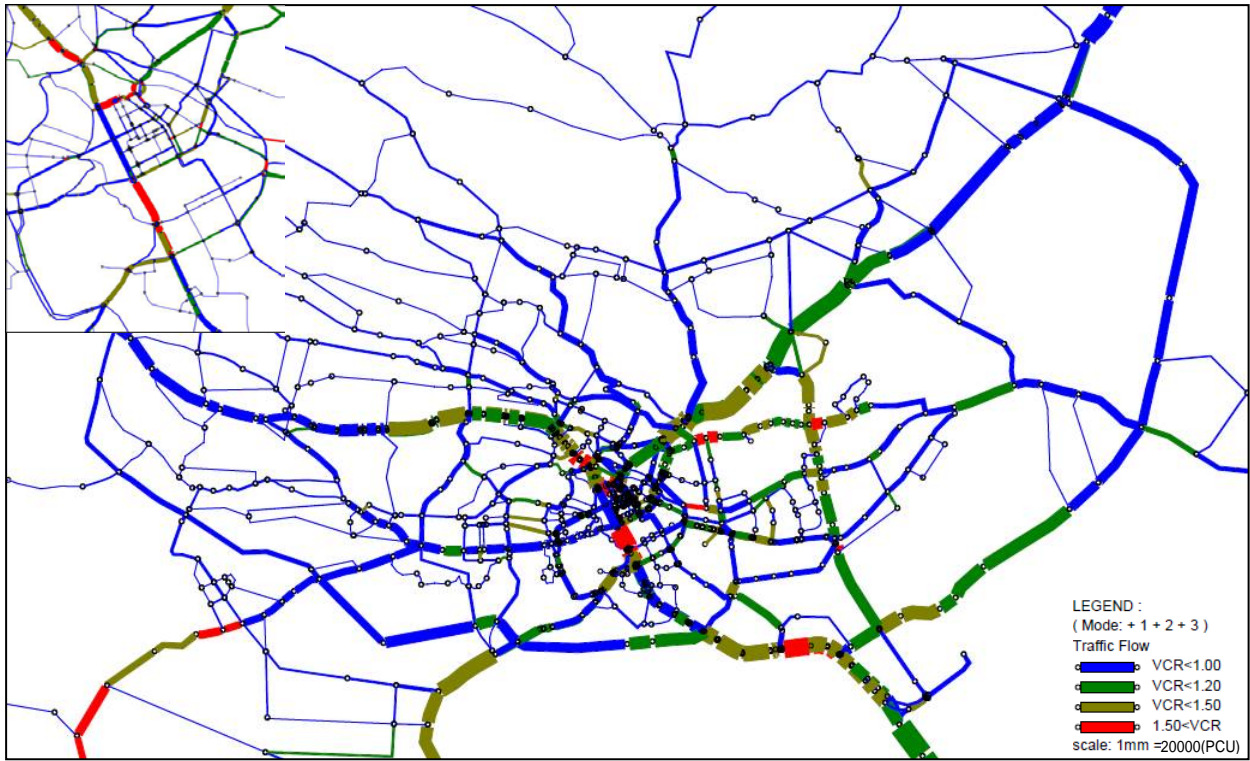 LEGEND :
( Mode: + 1 + 2 + 3 )
Traffic Flow
VCR<1.00
VCR<1.20
VCR<1.50
1.50<VCR
scale: 1mm =20000(PCU)